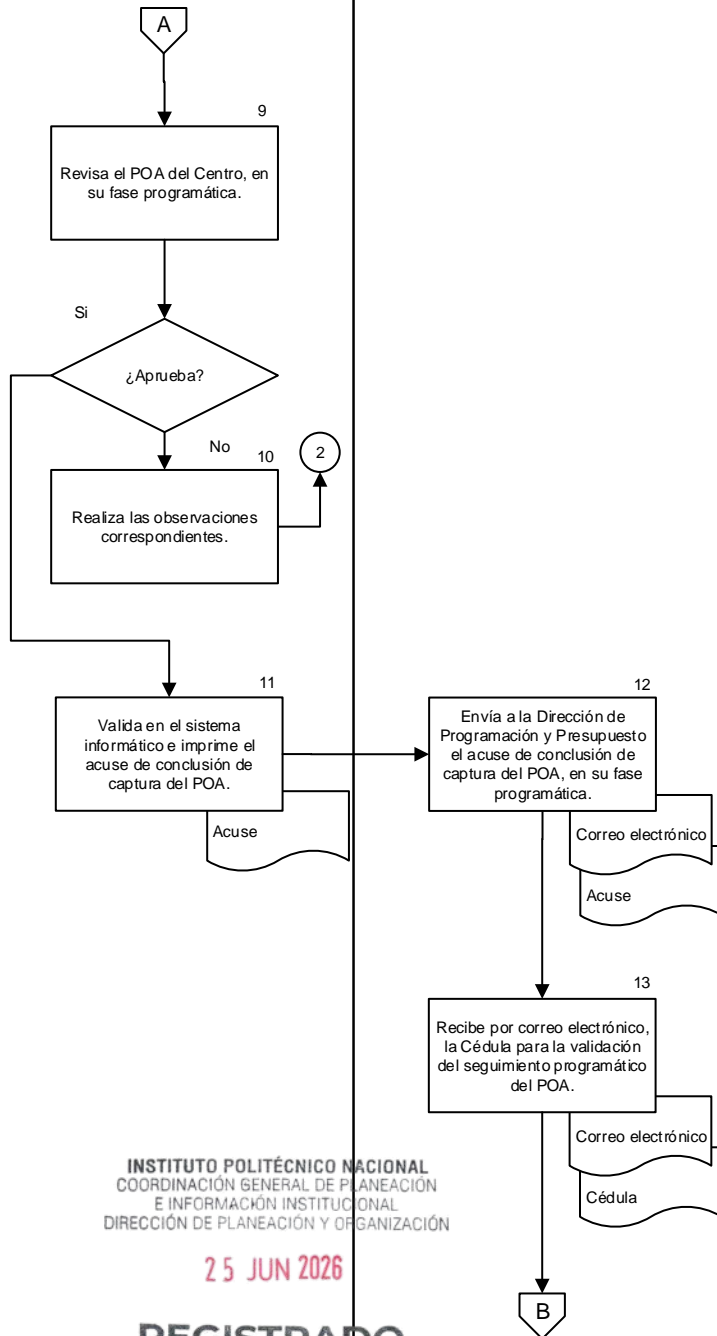 A
9
Revisa el POA del Centro, en
su fase programática.
Si
¿Aprueba?
No
10
2
Realiza las observaciones
correspondientes.
11
Valida en el sistema
informático e imprime el
acuse de conclusión de
captura del POA.
Acuse
12
Envía a la Dirección de
Programación y Presupuesto
el acuse de conclusión de
captura del POA, en su fase
programática.
Correo electrónico
Acuse
13
Recibe por correo electrónico,
la Cédula para la validación
del seguimiento programático
del POA.
Correo electrónico
Cédula
B
INSTITUTO POLITÉCNICO NACIONAL
COORDINACIÓN GENERAL DE PLANEACIÓN
E INFORMACIÓN INSTITUCIONAL
DIRECCIÓN DE PLANEACIÓN Y ORGANIZACIÓN
25 JUN 2026
REGISTRADO